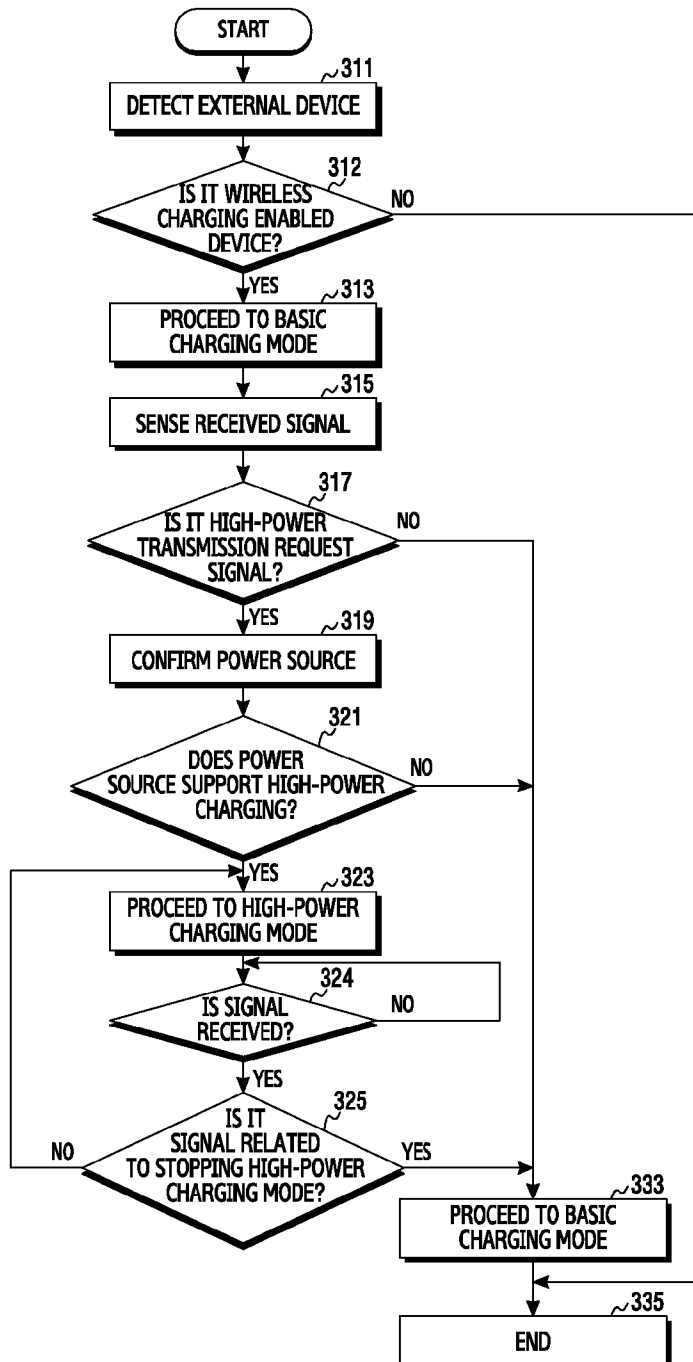 START
311
DETECT EXTERNAL DEVICE
312
IS IT WIRELESS
CHARGING ENABLED
DEVICE?
NO
YES
313
PROCEED TO BASIC
CHARGING MODE
315
SENSE RECEIVED SIGNAL
317
IS IT HIGH-POWER
TRANSMISSION REQUEST
SIGNAL?
NO
YES
319
CONFIRM POWER SOURCE
321
DOES POWER
SOURCE SUPPORT HIGH-POWER
CHARGING?
NO
YES
323
PROCEED TO HIGH-POWER
CHARGING MODE
324
IS SIGNAL
RECEIVED?
NO
YES
325
IS IT
SIGNAL RELATED
TO STOPPING HIGH-POWER
CHARGING MODE?
NO
YES
333
PROCEED TO BASIC
CHARGING MODE
335
END